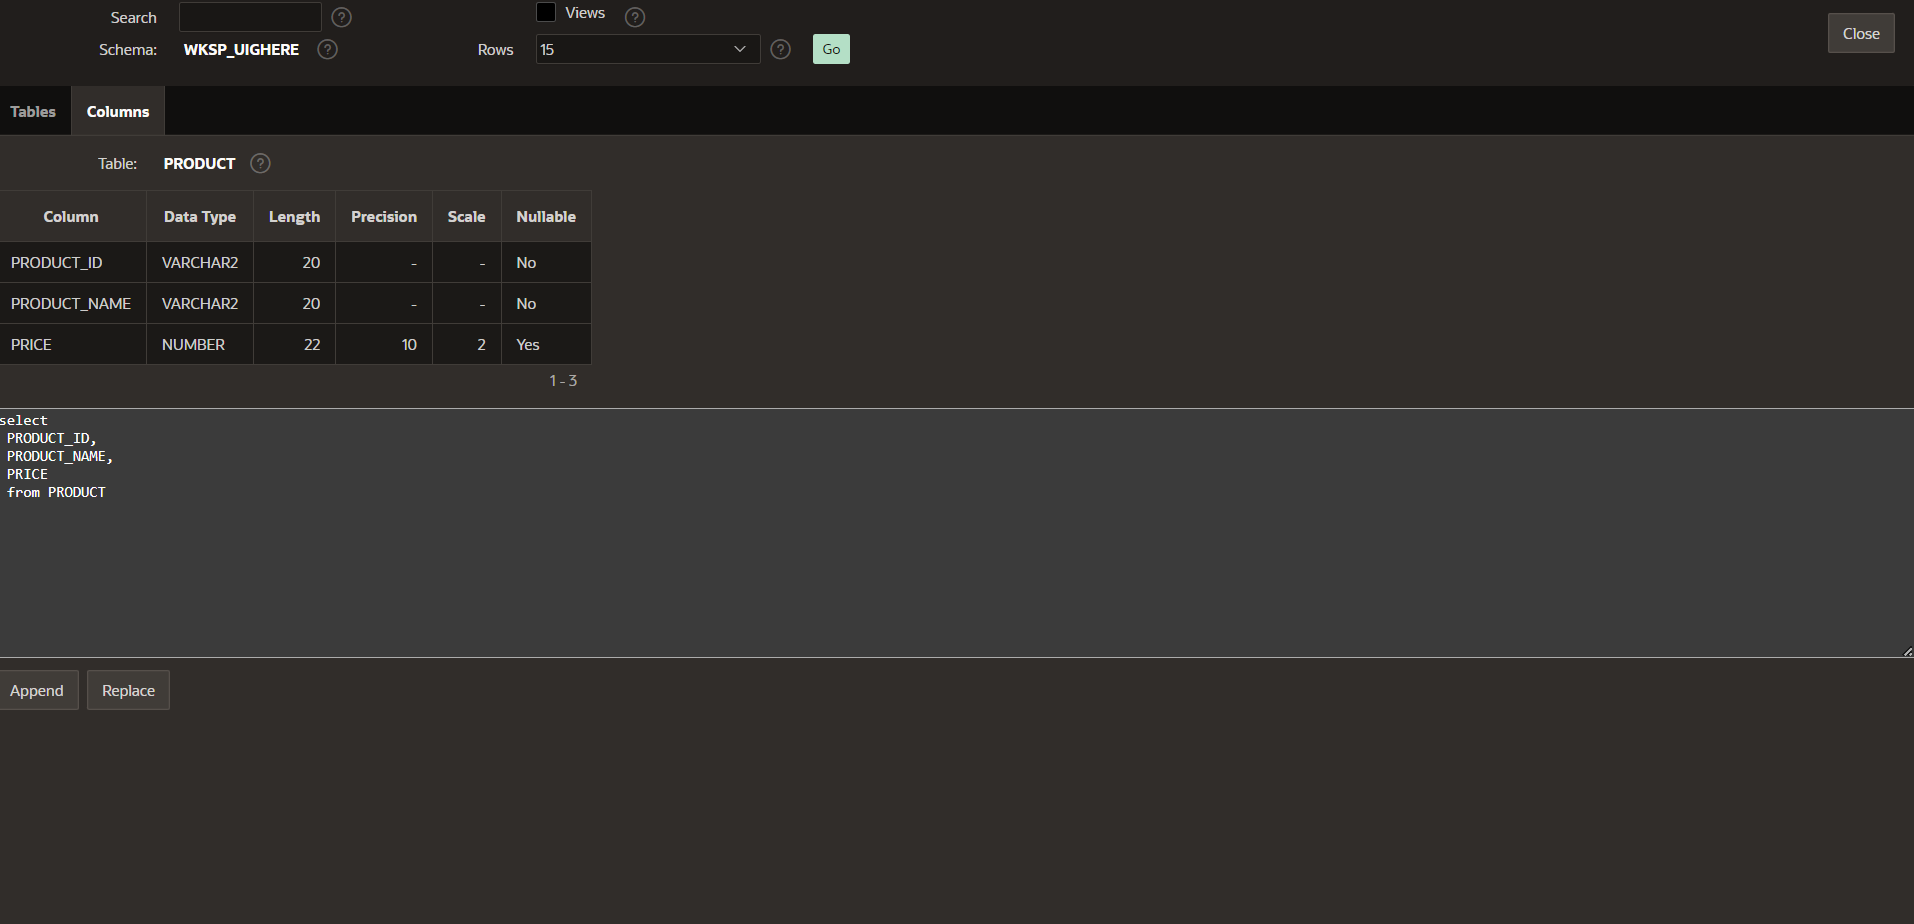 Search ? Views ?
Schema: WKSP_UIGHERE ? Rows 15 ? Go Close
Tables Columns
Table: PRODUCT ?
Column Data Type Length Precision Scale Nullable
PRODUCT_ID VARCHAR2 20 - - No
PRODUCT_NAME VARCHAR2 20 - - No
PRICE NUMBER 22 10 2 Yes
1 - 3
select
PRODUCT_ID,
PRODUCT_NAME,
PRICE
from PRODUCT
Append Replace